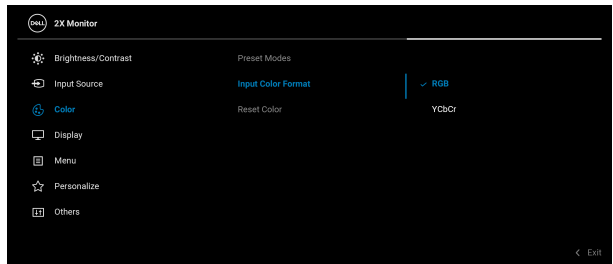 DELL 2X Monitor
Brightness/Contrast Preset Modes
Input Source Input Color Format RGB
Color Reset Color YCbCr
Display
Menu
Personalize
Others
Exit